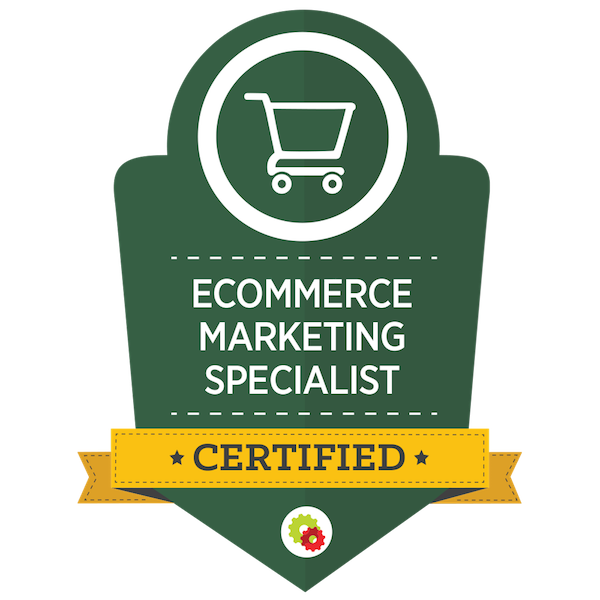 ECOMMERCE
MARKETING
SPECIALIST
CERTIFIED